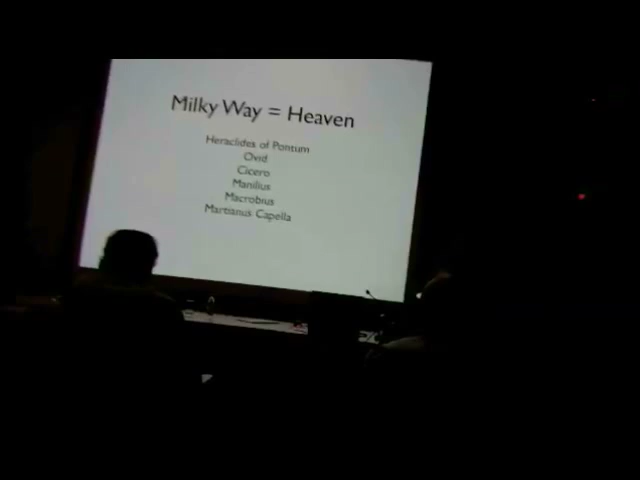 Milky Way = Heaven
Heraclides of Pontum
Ovid
Cicero
Manilius
Macrobius
Martianus Capella